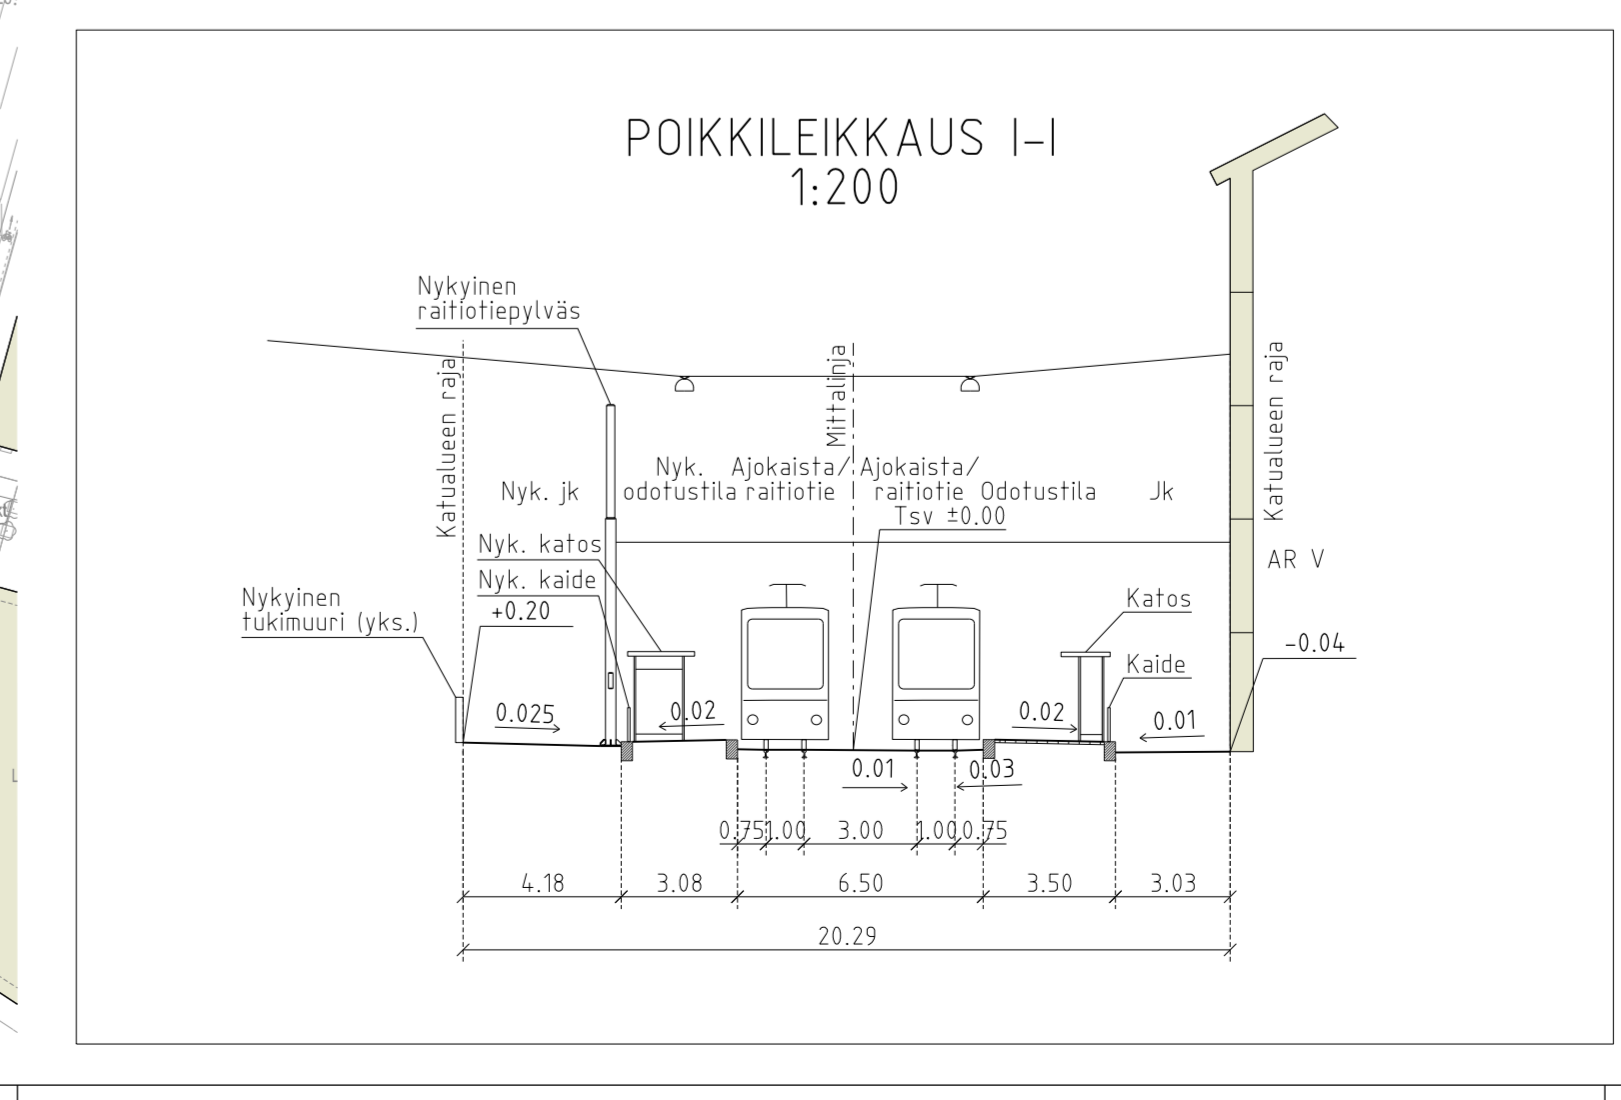 POIKKILEIKKAUS I-I
1:200
Nykyinen
raitiotiepylväs
Katualueen raja
Mittalinja
Katualueen raja
Nyk. jk
Nyk.
odotustila
Ajokaista/
raitiotie
Ajokaista/
raitiotie
Odotustila
Jk
Tsv ±0.00
Nyk. katos
Nyk. kaide
+0.20
Nykyinen
tukimuuri (yks.)
AR V
Katos
Kaide
-0.04
0.025
0.02
0.02
0.01
0.01
0.03
0.75
1.00
3.00
1.00
0.75
4.18
3.08
6.50
3.50
3.03
20.29